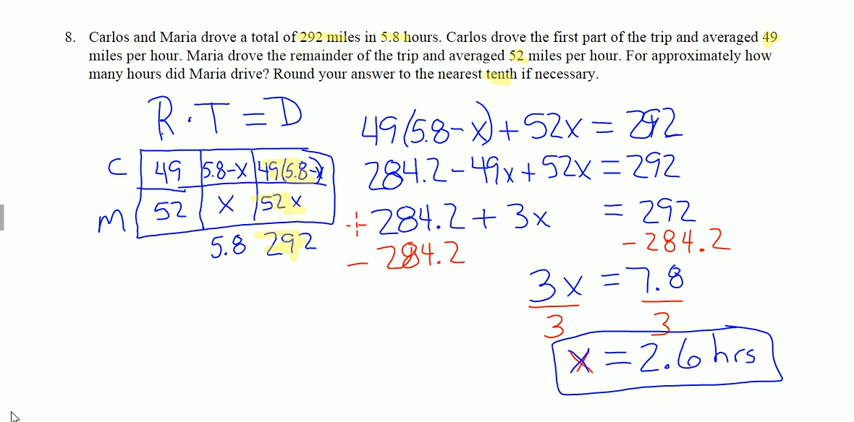 8. Carlos and Maria drove a total of 292 miles in 5.8 hours. Carlos drove the first part of the trip and averaged 49
miles per hour. Maria drove the remainder of the trip and averaged 52 miles per hour. For approximately how
many hours did Maria drive? Round your answer to the nearest tenth if necessary.
R · T = D
C 49 5.8-x 49(5.8-x
M 52 x 52x
5.8 292
49(5.8-x)+52x = 292
284.2-49x+52x = 292
+284.2+3x = 292
-284.2 -284.2
3x = 7.8
3 3
x = 2.6 hrs